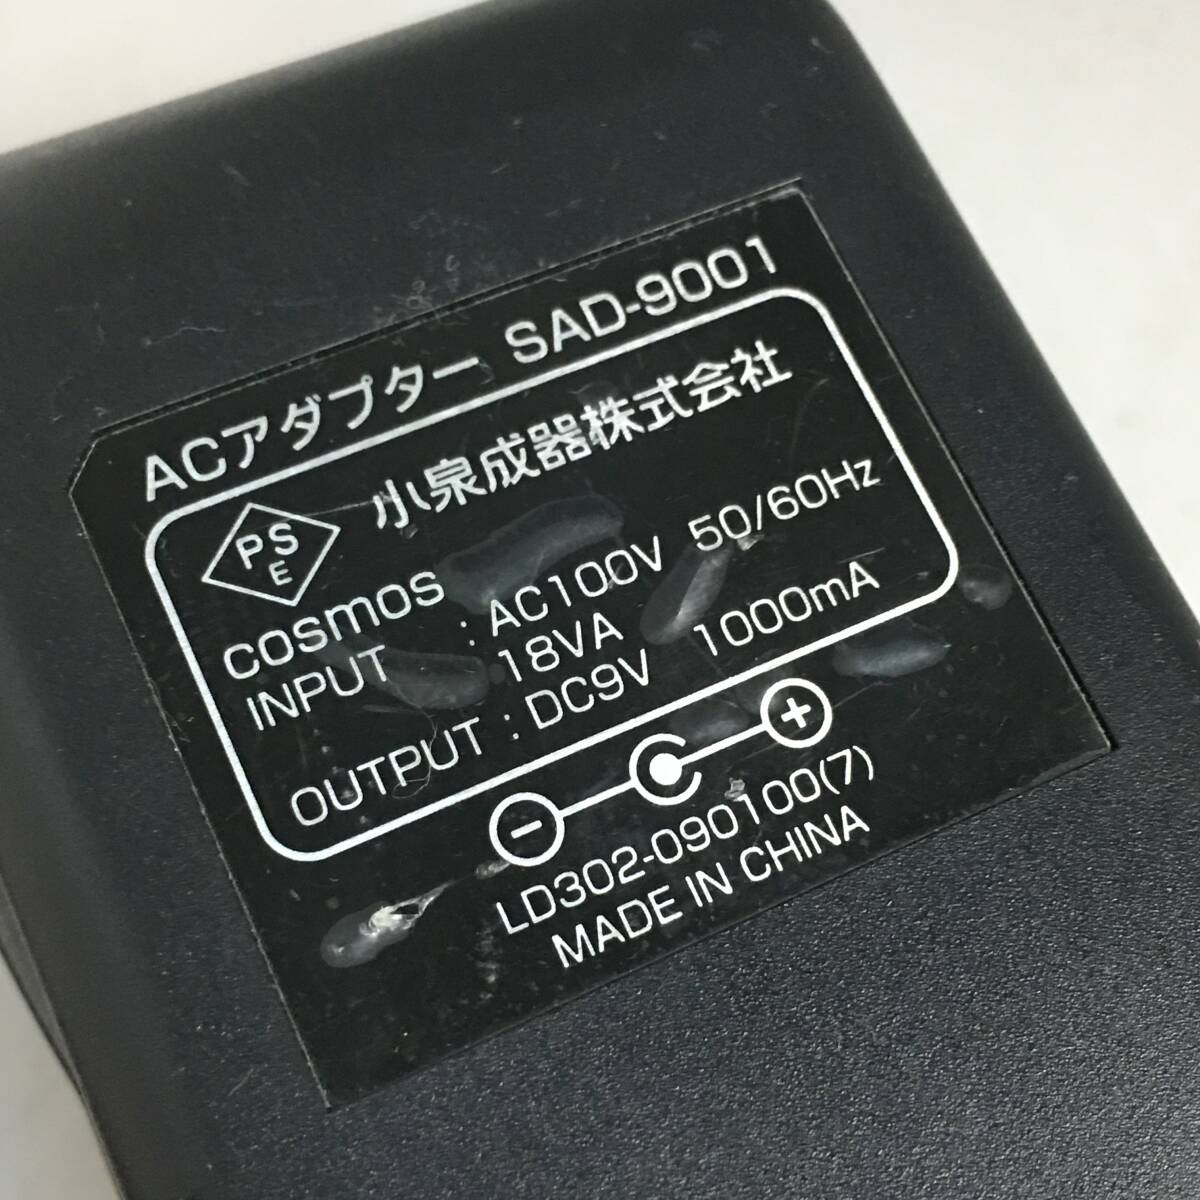 ACアダプター SAD-9001
PSE 小泉成器株式会社
cosmos
INPUT : AC100V 50/60Hz
18VA
OUTPUT : DC9V 1000mA
LD302-090100(7)
MADE IN CHINA